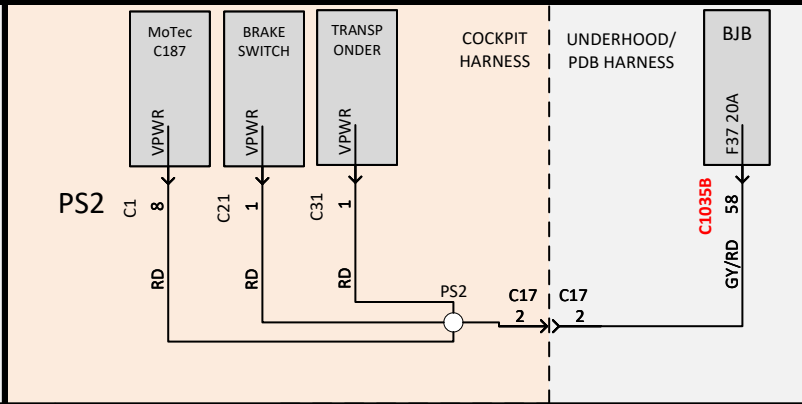 MoTec
C187
BRAKE
SWITCH
TRANSP
ONDER
COCKPIT
HARNESS
UNDERHOOD/
PDB HARNESS
BJB
VPWR
VPWR
VPWR
F37 20A
PS2
C1
8
C21
1
C31
1
C1035B
58
RD
RD
RD
GY/RD
PS2
C17
2
C17
2